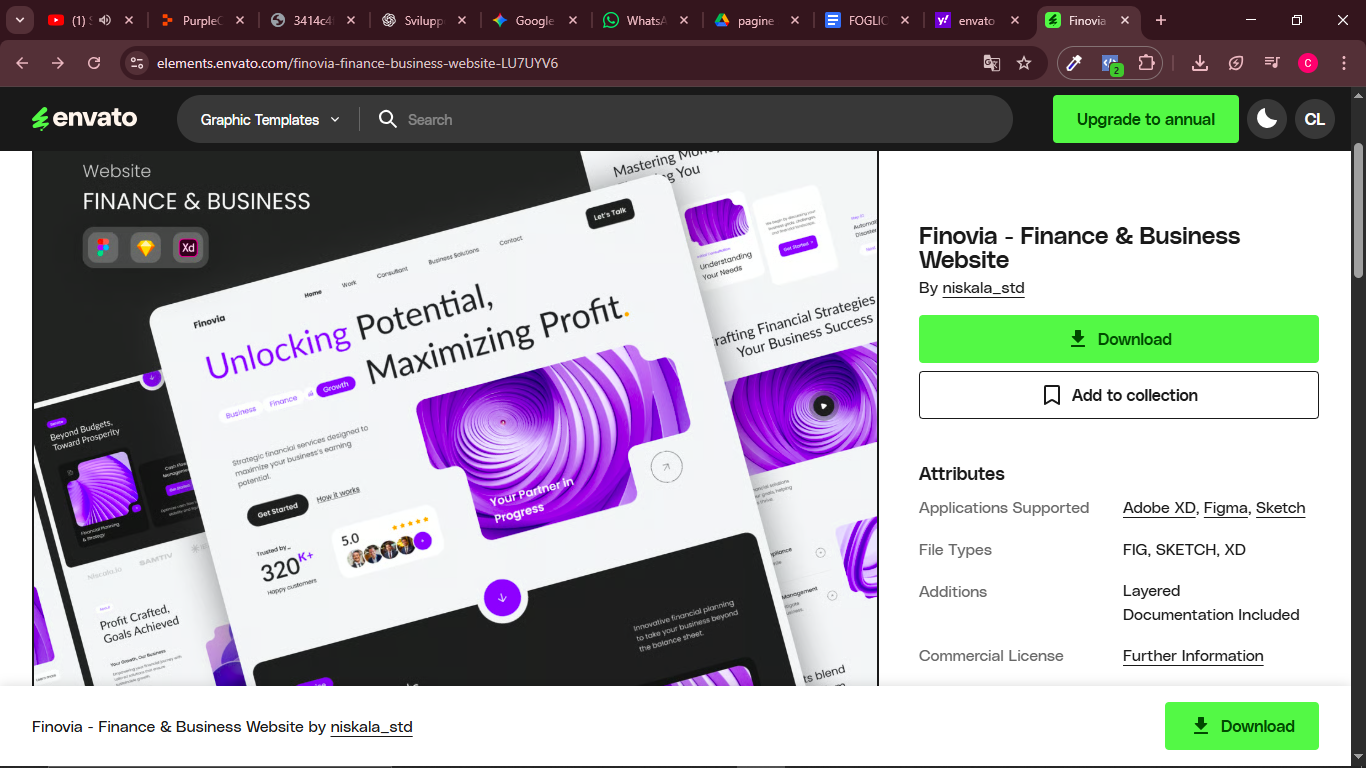 (1) S
PurpleC
3414c4
Svilupp
Google
WhatsA
pagine
FOGLIC
envato
Finovia
elements.envato.com/finovia-finance-business-website-LU7UYV6
2
C
envato
Graphic Templates
Search
Upgrade to annual
CL
Website
FINANCE & BUSINESS
Xd
Mastering Mon
g You
Let's Talk
Home
Work
Consultant
Business Solutions
Contact
Finovia
Unlocking Potential,
Maximizing Profit.
Business
Finance
Growth
Strategic financial services designed to
maximize your business's earning
potential.
Get Started
How it works
Trusted by_
320K+
Happy customers
5.0
Your Partner in
Progress
Understanding
Your Needs
Get Started
rafting Financial Strategies
Your Business Success
Beyond Budgets,
Toward Prosperity
Financial Planning
& Strategy
Profit Crafted,
Goals Achieved
Your Growth, Our Business
Innovative financial planning
to take your business beyond
the balance sheet.
ts blend
Finovia - Finance & Business
Website
By niskala_std
Download
Add to collection
Attributes
Applications Supported
Adobe XD, Figma, Sketch
File Types
FIG, SKETCH, XD
Additions
Layered
Documentation Included
Commercial License
Further Information
Finovia - Finance & Business Website by niskala_std
Download